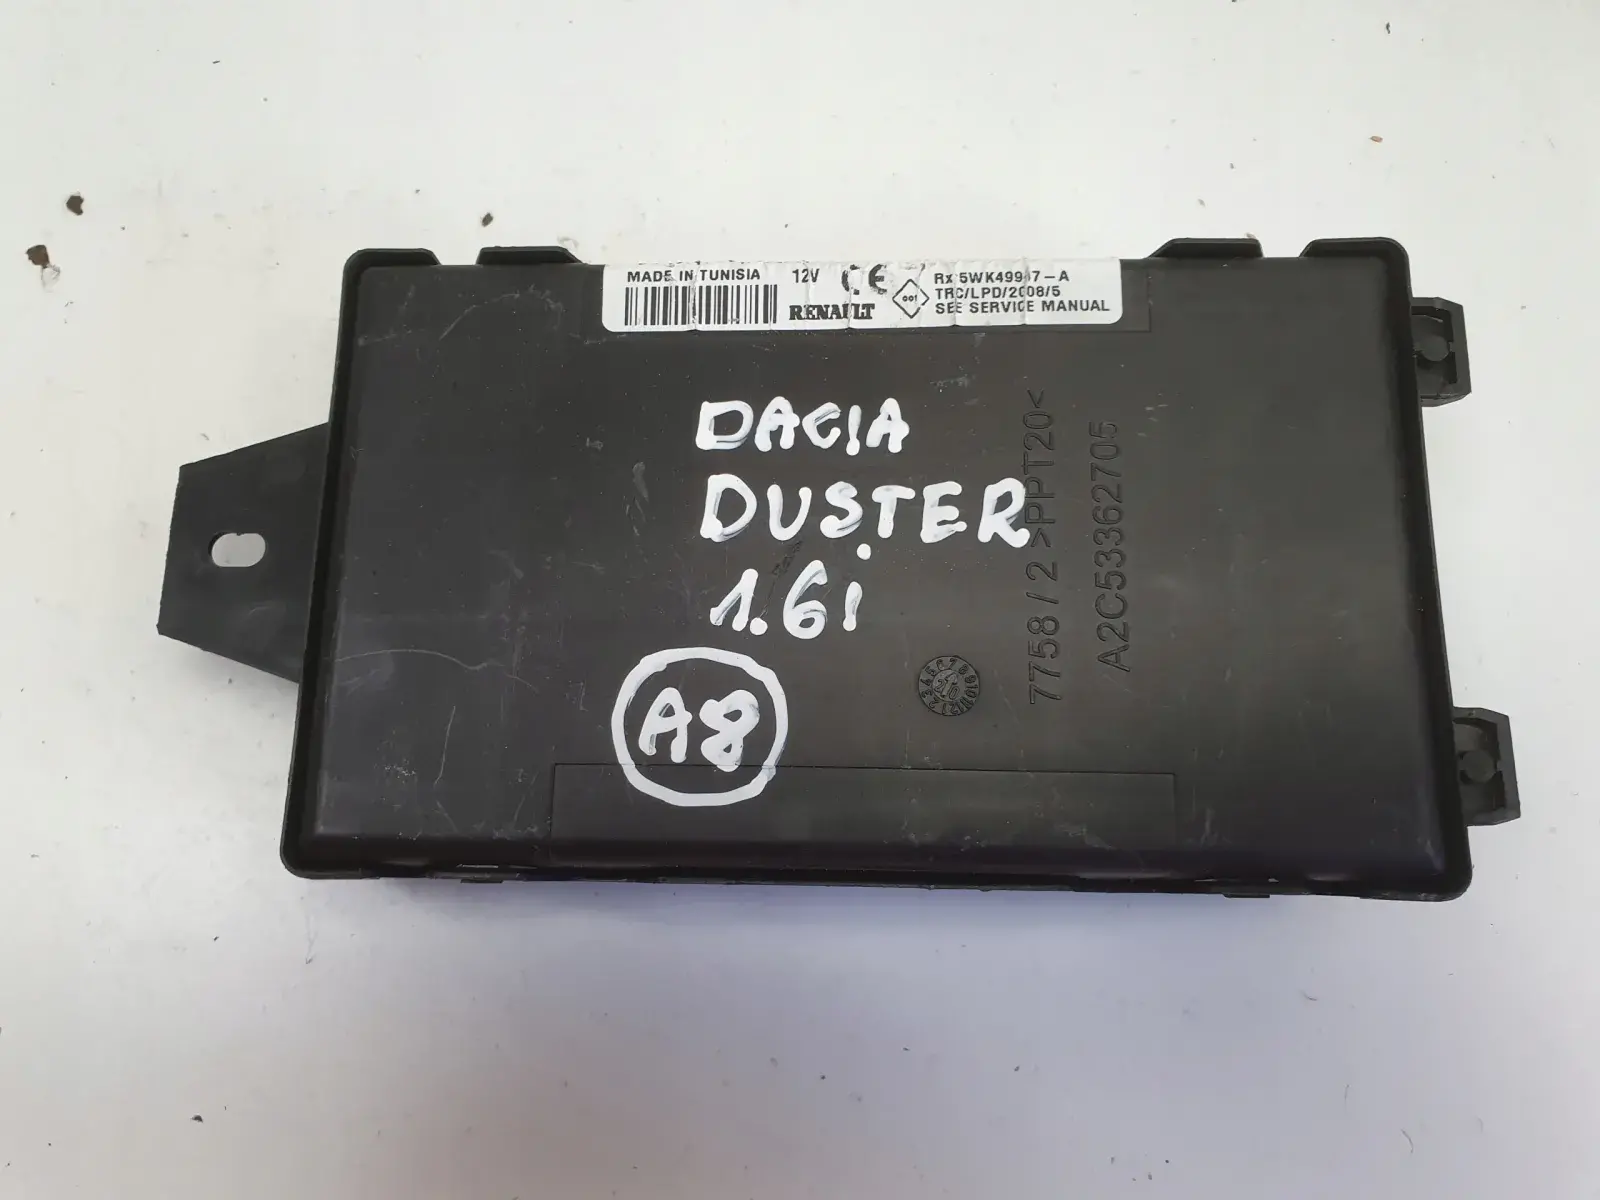 MADE IN TUNISIA 12V CE
RENAULT
001
Rx 5WK49947-A
TRC/LPD/2008/5
SEE SERVICE MANUAL
DACIA
DUSTER
1.6i
A8
7758 / 2 >PPT20<
A2C53362705